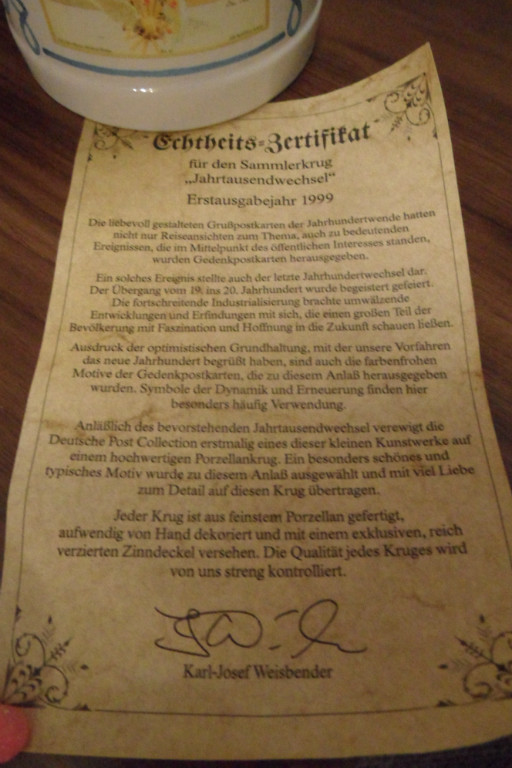 Echtheits-Zertifikat
für den Sammlerkrug
„Jahrtausendwechsel“
Erstausgabejahr 1999
Die liebevoll gestalteten Grußpostkarten der Jahrhundertwende hatten
nicht nur Reiseansichten zum Thema, auch zu bedeutenden
Ereignissen, die im Mittelpunkt des öffentlichen Interesses standen,
wurden Gedenkpostkarten herausgegeben.
Ein solches Ereignis stellte auch der letzte Jahrhundertwechsel dar.
Der Übergang vom 19. ins 20. Jahrhundert wurde begeistert gefeiert.
Die fortschreitende Industrialisierung brachte umwälzende
Entwicklungen und Erfindungen mit sich, die einen großen Teil der
Bevölkerung mit Faszination und Hoffnung in die Zukunft schauen ließen.
Ausdruck der optimistischen Grundhaltung, mit der unsere Vorfahren
das neue Jahrhundert begrüßt haben, sind auch die farbenfrohen
Motive der Gedenkpostkarten, die zu diesem Anlaß herausgegeben
wurden. Symbole der Dynamik und Erneuerung finden hier
besonders häufig Verwendung.
Anläßlich des bevorstehenden Jahrtausendwechsel verewigt die
Deutsche Post Collection erstmalig eines dieser kleinen Kunstwerke auf
einem hochwertigen Porzellankrug. Ein besonders schönes und
typisches Motiv wurde zu diesem Anlaß ausgewählt und mit viel Liebe
zum Detail auf diesen Krug übertragen.
Jeder Krug ist aus feinstem Porzellan gefertigt,
aufwendig von Hand dekoriert und mit einem exklusiven, reich
verzierten Zinndeckel versehen. Die Qualität jedes Kruges wird
von uns streng kontrolliert.
Karl-Josef Weisbender